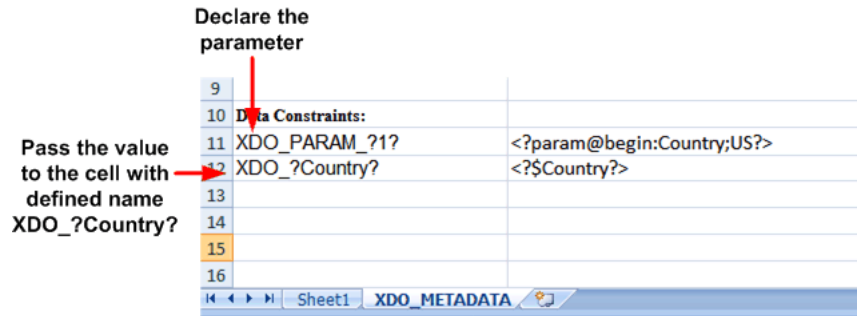 Declare the
parameter
9
10 Data Constraints:
11 XDO_PARAM_?1? <?param@begin:Country;US?>
Pass the value
to the cell with
defined name
XDO_?Country?
12 XDO_?Country? <?$Country?>
13
14
15
16
Sheet1 XDO_METADATA